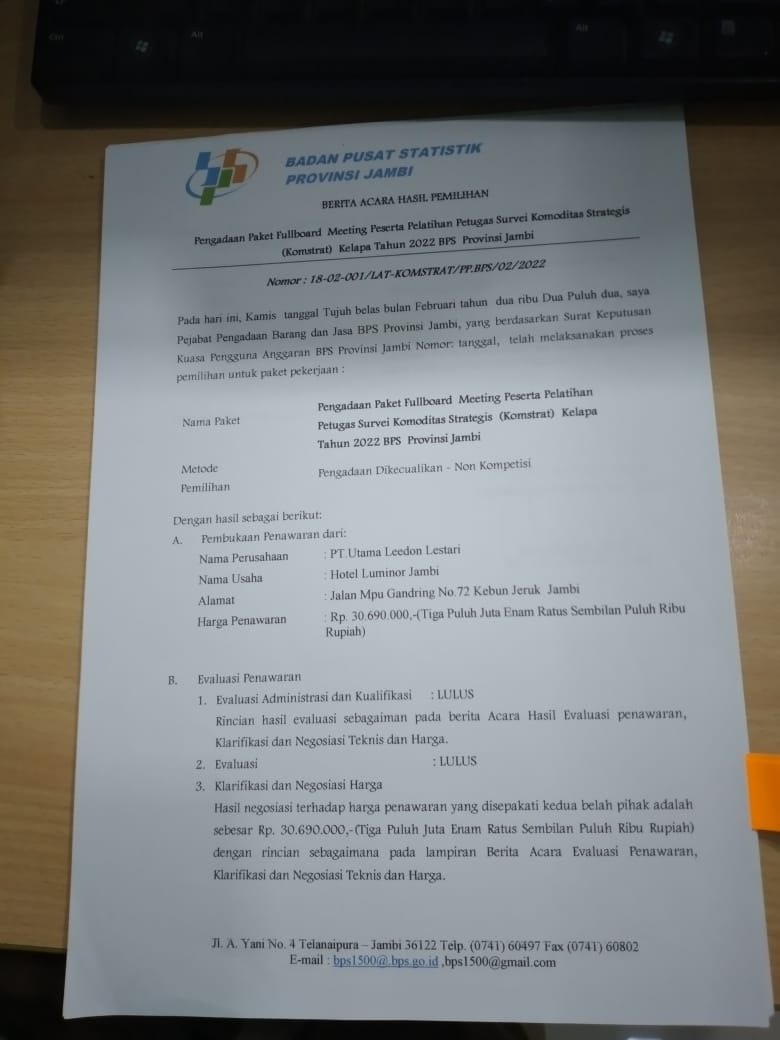 Ctrl
Alt
Alt
BADAN PUSAT STATISTIK
PROVINSI JAMBI
BERITA ACARA HASIL PEMILIHAN
Pengadaan Paket Fullboard Meeting Peserta Pelatihan Petugas Survei Komoditas Strategis
(Komstrat) Kelapa Tahun 2022 BPS Provinsi Jambi
Nomor : 18-02-001/LAT-KOMSTRAT/PP.BPS/02/2022
Pada hari ini, Kamis tanggal Tujuh belas bulan Februari tahun dua ribu Dua Puluh dua, saya
Pejabat Pengadaan Barang dan Jasa BPS Provinsi Jambi, yang berdasarkan Surat Keputusan
Kuasa Pengguna Anggaran BPS Provinsi Jambi Nomor: tanggal, telah melaksanakan proses
pemilihan untuk paket pekerjaan :
Nama Paket Pengadaan Paket Fullboard Meeting Peserta Pelatihan
Petugas Survei Komoditas Strategis (Komstrat) Kelapa
Tahun 2022 BPS Provinsi Jambi
Metode Pengadaan Dikecualikan - Non Kompetisi
Pemilihan
Dengan hasil sebagai berikut:
A. Pembukaan Penawaran dari:
Nama Perusahaan : PT.Utama Leedon Lestari
Nama Usaha : Hotel Luminor Jambi
Alamat : Jalan Mpu Gandring No.72 Kebun Jeruk Jambi
Harga Penawaran : Rp. 30.690.000,-(Tiga Puluh Juta Enam Ratus Sembilan Puluh Ribu
Rupiah)
B. Evaluasi Penawaran
1. Evaluasi Administrasi dan Kualifikasi : LULUS
Rincian hasil evaluasi sebagaiman pada berita Acara Hasil Evaluasi penawaran,
Klarifikasi dan Negosiasi Teknis dan Harga.
2. Evaluasi : LULUS
3. Klarifikasi dan Negosiasi Harga
Hasil negosiasi terhadap harga penawaran yang disepakati kedua belah pihak adalah
sebesar Rp. 30.690.000,-(Tiga Puluh Juta Enam Ratus Sembilan Puluh Ribu Rupiah)
dengan rincian sebagaimana pada lampiran Berita Acara Evaluasi Penawaran,
Klarifikasi dan Negosiasi Teknis dan Harga.
Jl. A. Yani No. 4 Telanaipura – Jambi 36122 Telp. (0741) 60497 Fax (0741) 60802
E-mail : bps1500@.bps.go.id ,bps1500@gmail.com